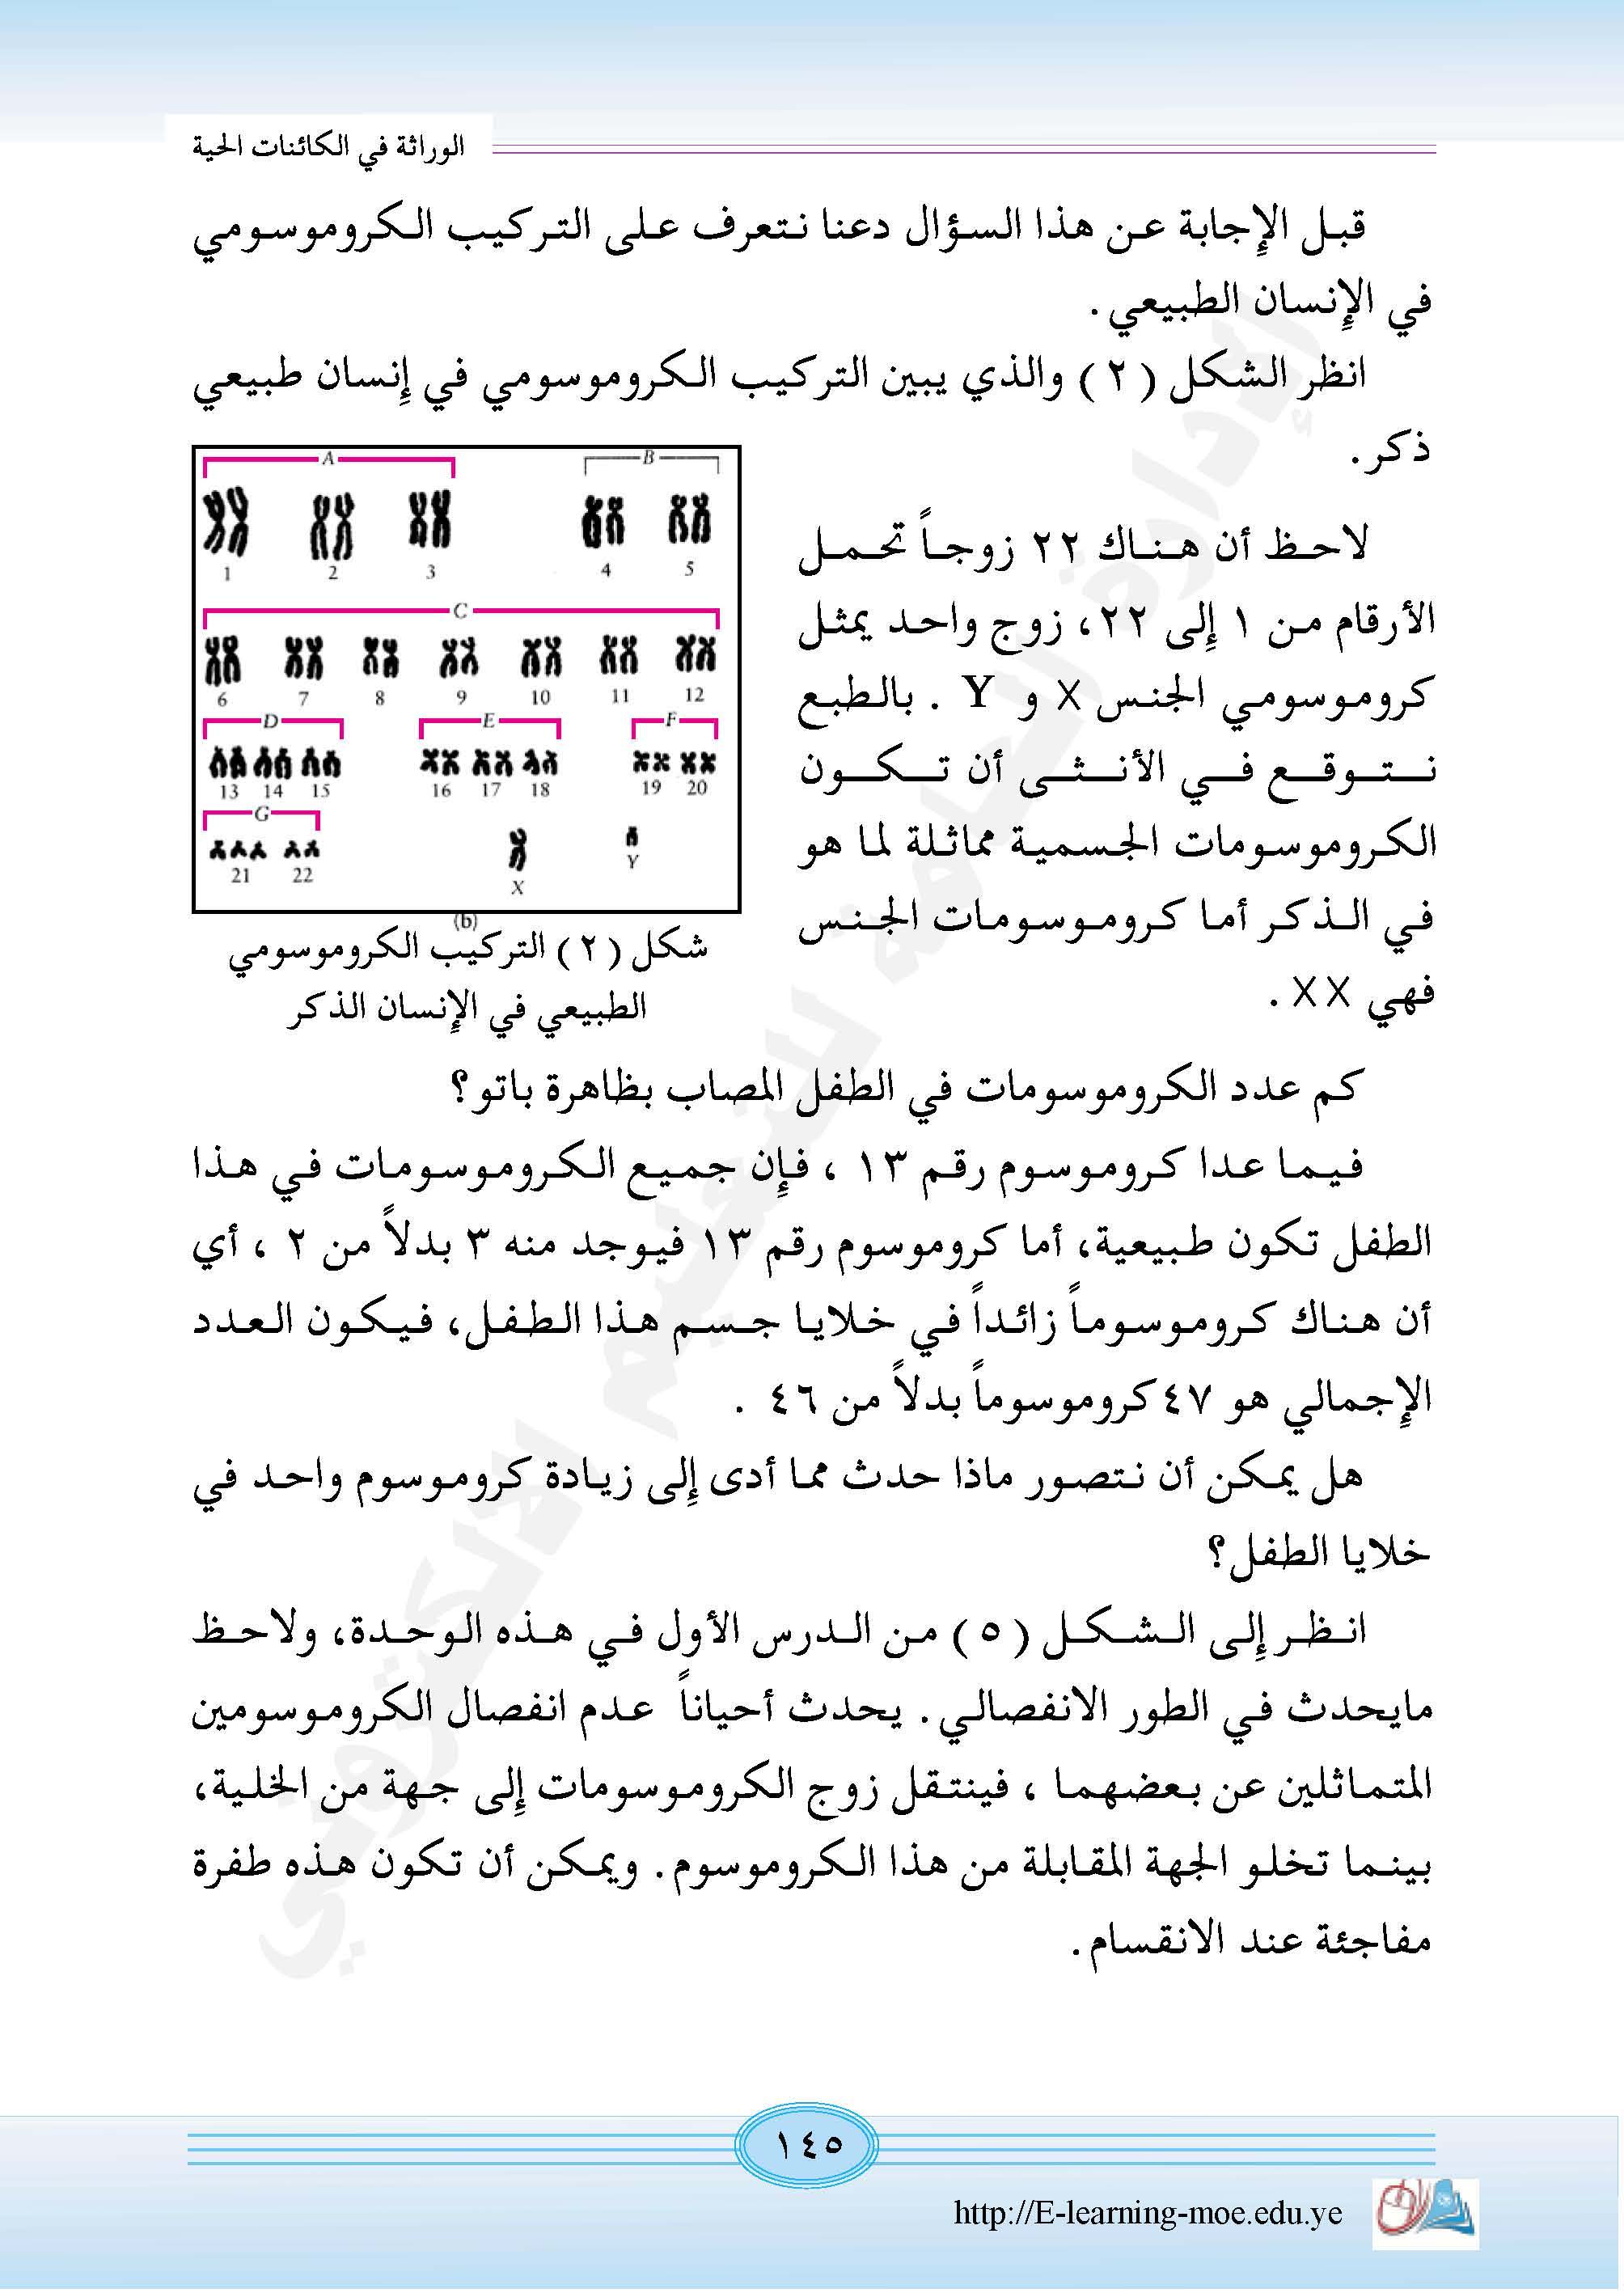 الوراثة في الكائنات الحية
قبل الإجابة عن هذا السؤال دعنا نتعرف على التركيب الكروموسومي
في الإنسان الطبيعي.
انظر الشكل (٢) والذي يبين التركيب الكروموسومي في إنسان طبيعي
ذكر.
لاحظ أن هناك ٢٢ زوجاً تحمل
الأرقام من ١ إلى ٢٢، زوج واحد يمثل
كروموسومي الجنس X و Y . بالطبع
نتوقع في الأنثى أن تكون
الكروموسومات الجسمية مماثلة لما هو
في الذكر أما كروموسومات الجنس
فهي XX .
A B
1 2 3 4 5
C
6 7 8 9 10 11 12
D E F
13 14 15 16 17 18 19 20
G
21 22 X Y
(b)
شكل (٢) التركيب الكروموسومي
الطبيعي في الإنسان الذكر
كم عدد الكروموسومات في الطفل المصاب بظاهرة باتو؟
فيما عدا كروموسوم رقم ١٣ ، فإن جميع الكروموسومات في هذا
الطفل تكون طبيعية، أما كروموسوم رقم ١٣ فيوجد منه ٣ بدلاً من ٢ ، أي
أن هناك كروموسوماً زائداً في خلايا جسم هذا الطفل، فيكون العدد
الإجمالي هو ٤٧ كروموسوماً بدلاً من ٤٦ .
هل يمكن أن نتصور ماذا حدث مما أدى إلى زيادة كروموسوم واحد في
خلايا الطفل؟
انظر إلى الشكل (٥) من الدرس الأول في هذه الوحدة، ولاحظ
مايحدث في الطور الانفصالي. يحدث أحياناً عدم انفصال الكروموسومين
المتماثلين عن بعضهما ، فينتقل زوج الكروموسومات إلى جهة من الخلية،
بينما تخلو الجهة المقابلة من هذا الكروموسوم. ويمكن أن تكون هذه طفرة
مفاجئة عند الانقسام.
الإدارة العامة للتعليم الالكتروني
١٤٥
http://E-learning-moe.edu.ye